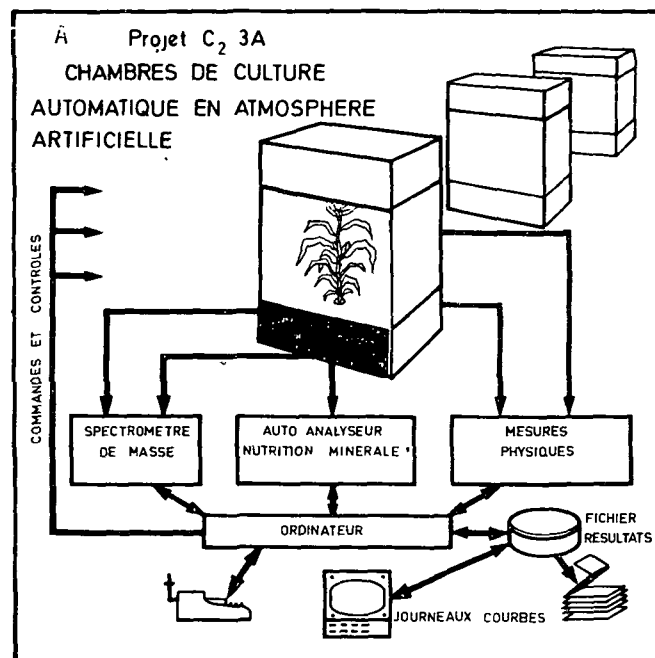 A Projet C₂ 3A
CHAMBRES DE CULTURE
AUTOMATIQUE EN ATMOSPHERE
ARTIFICIELLE
COMMANDES ET CONTROLES
SPECTROMETRE
DE MASSE
AUTO ANALYSEUR
NUTRITION MINERALE
MESURES
PHYSIQUES
ORDINATEUR
FICHIER
RESULTATS
JOURNEAUX COURBES